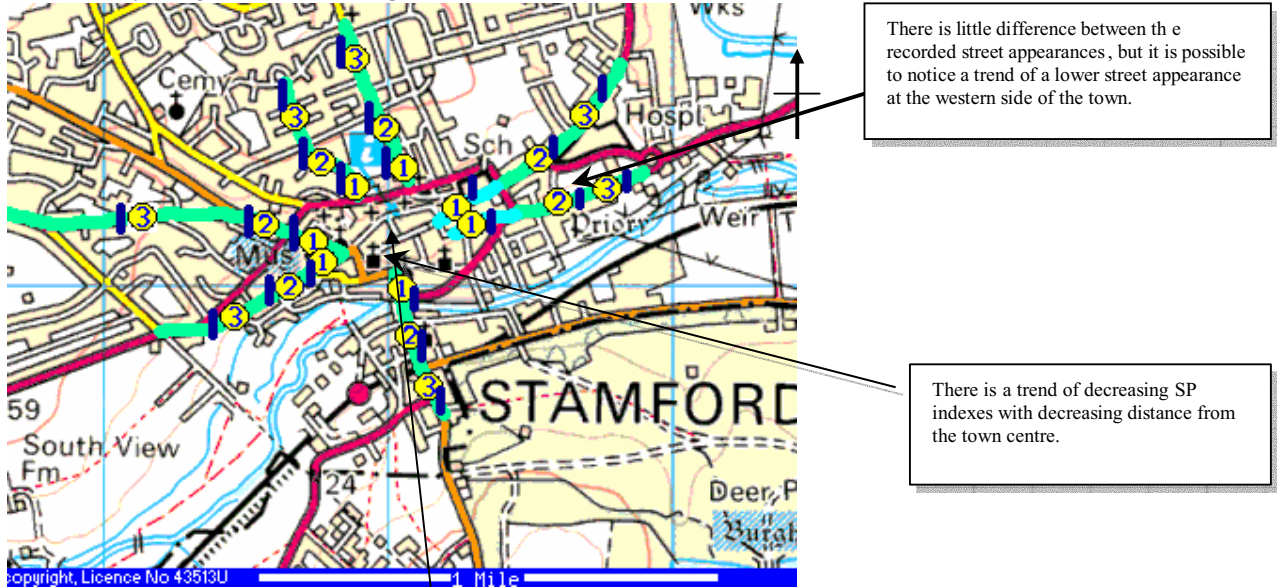 Wks
There is little difference between th e
recorded street appearances, but it is possible
to notice a trend of a lower street appearance
at the western side of the town.
3
Cemy
3
3
Hospl
2
i
Sch
2
2
1
1
3
2
1
1
3
2
Priory
Weir
T
1
Mus
1
2
1
3
2
There is a trend of decreasing SP
indexes with decreasing distance from
the town centre.
3
STAMFORD
59
South View
Fm
24
Deer P
Burgh
copyright, Licence No 43513U
1 Mile